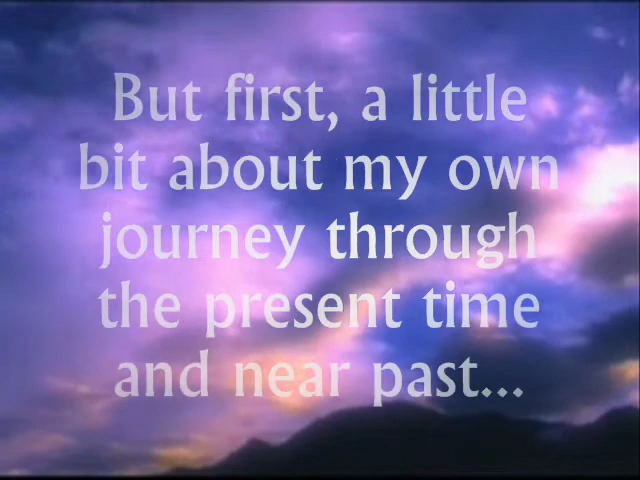 But first, a little
bit about my own
journey through
the present time
and near past...